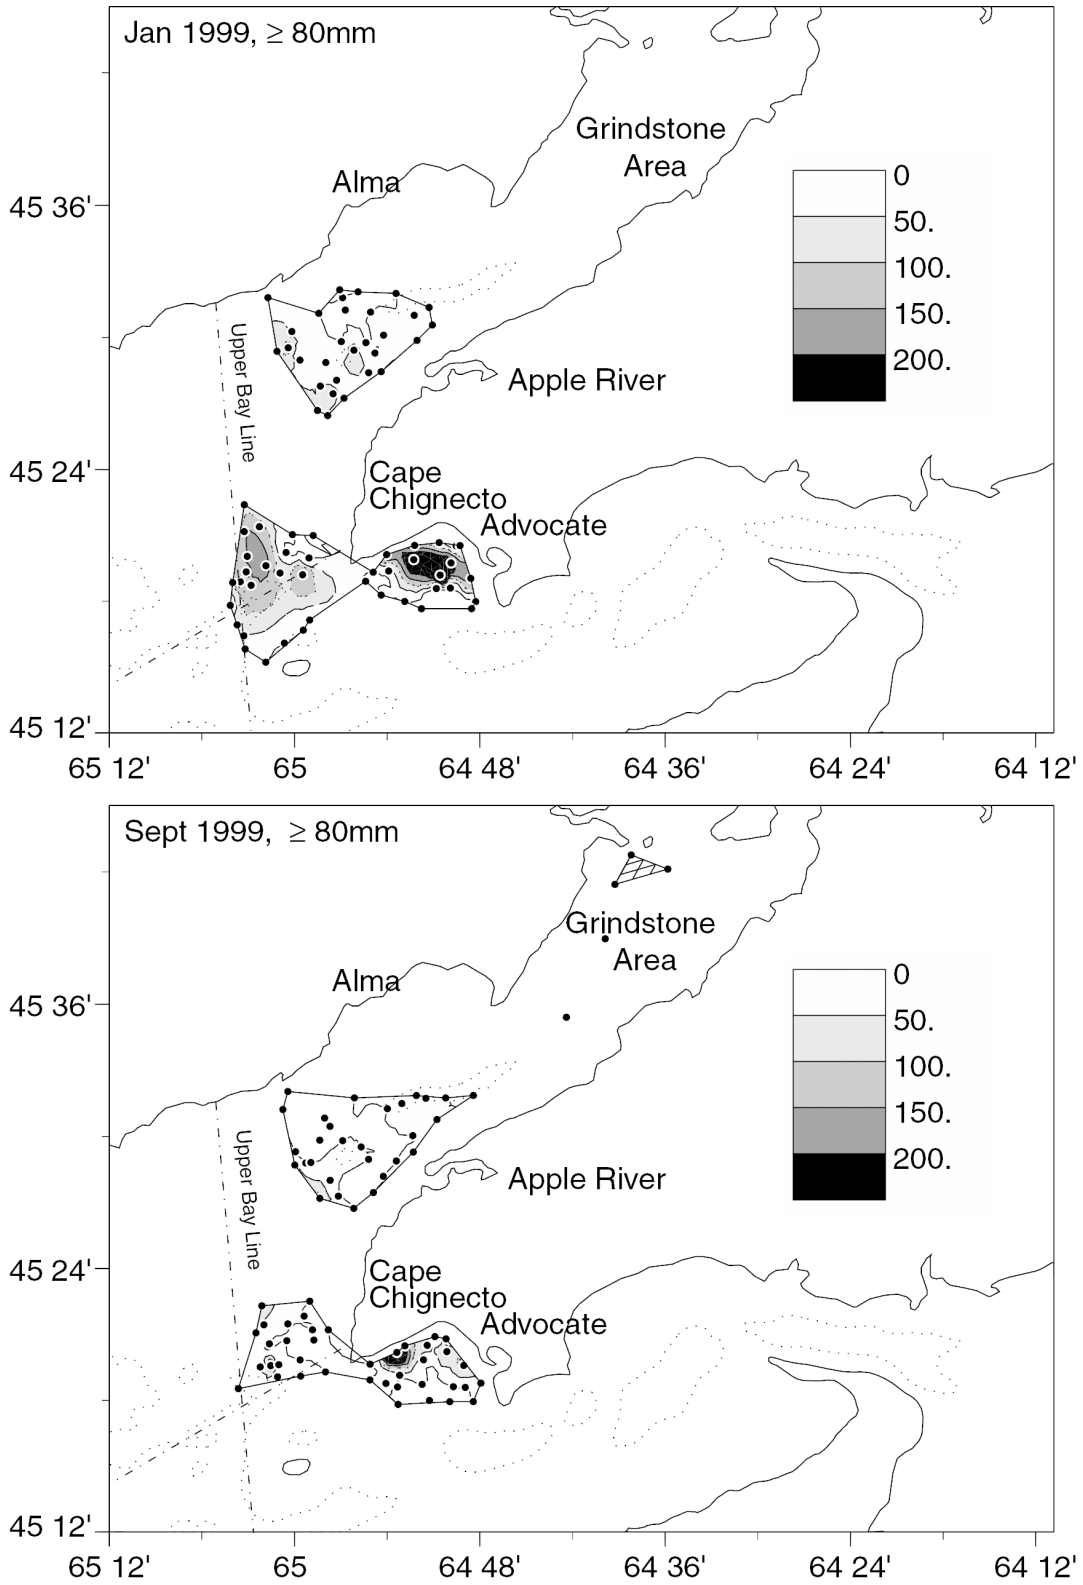 Jan 1999, ≥ 80mm
Grindstone
Area
Alma
0
50.
100.
150.
200.
45 36'
Upper Bay Line
Apple River
45 24'
Cape
Chignecto
Advocate
45 12'
65 12'
65
64 48'
64 36'
64 24'
64 12'
Sept 1999, ≥ 80mm
Grindstone
Area
Alma
0
50.
100.
150.
200.
45 36'
Upper Bay Line
Apple River
45 24'
Cape
Chignecto
Advocate
45 12'
65 12'
65
64 48'
64 36'
64 24'
64 12'